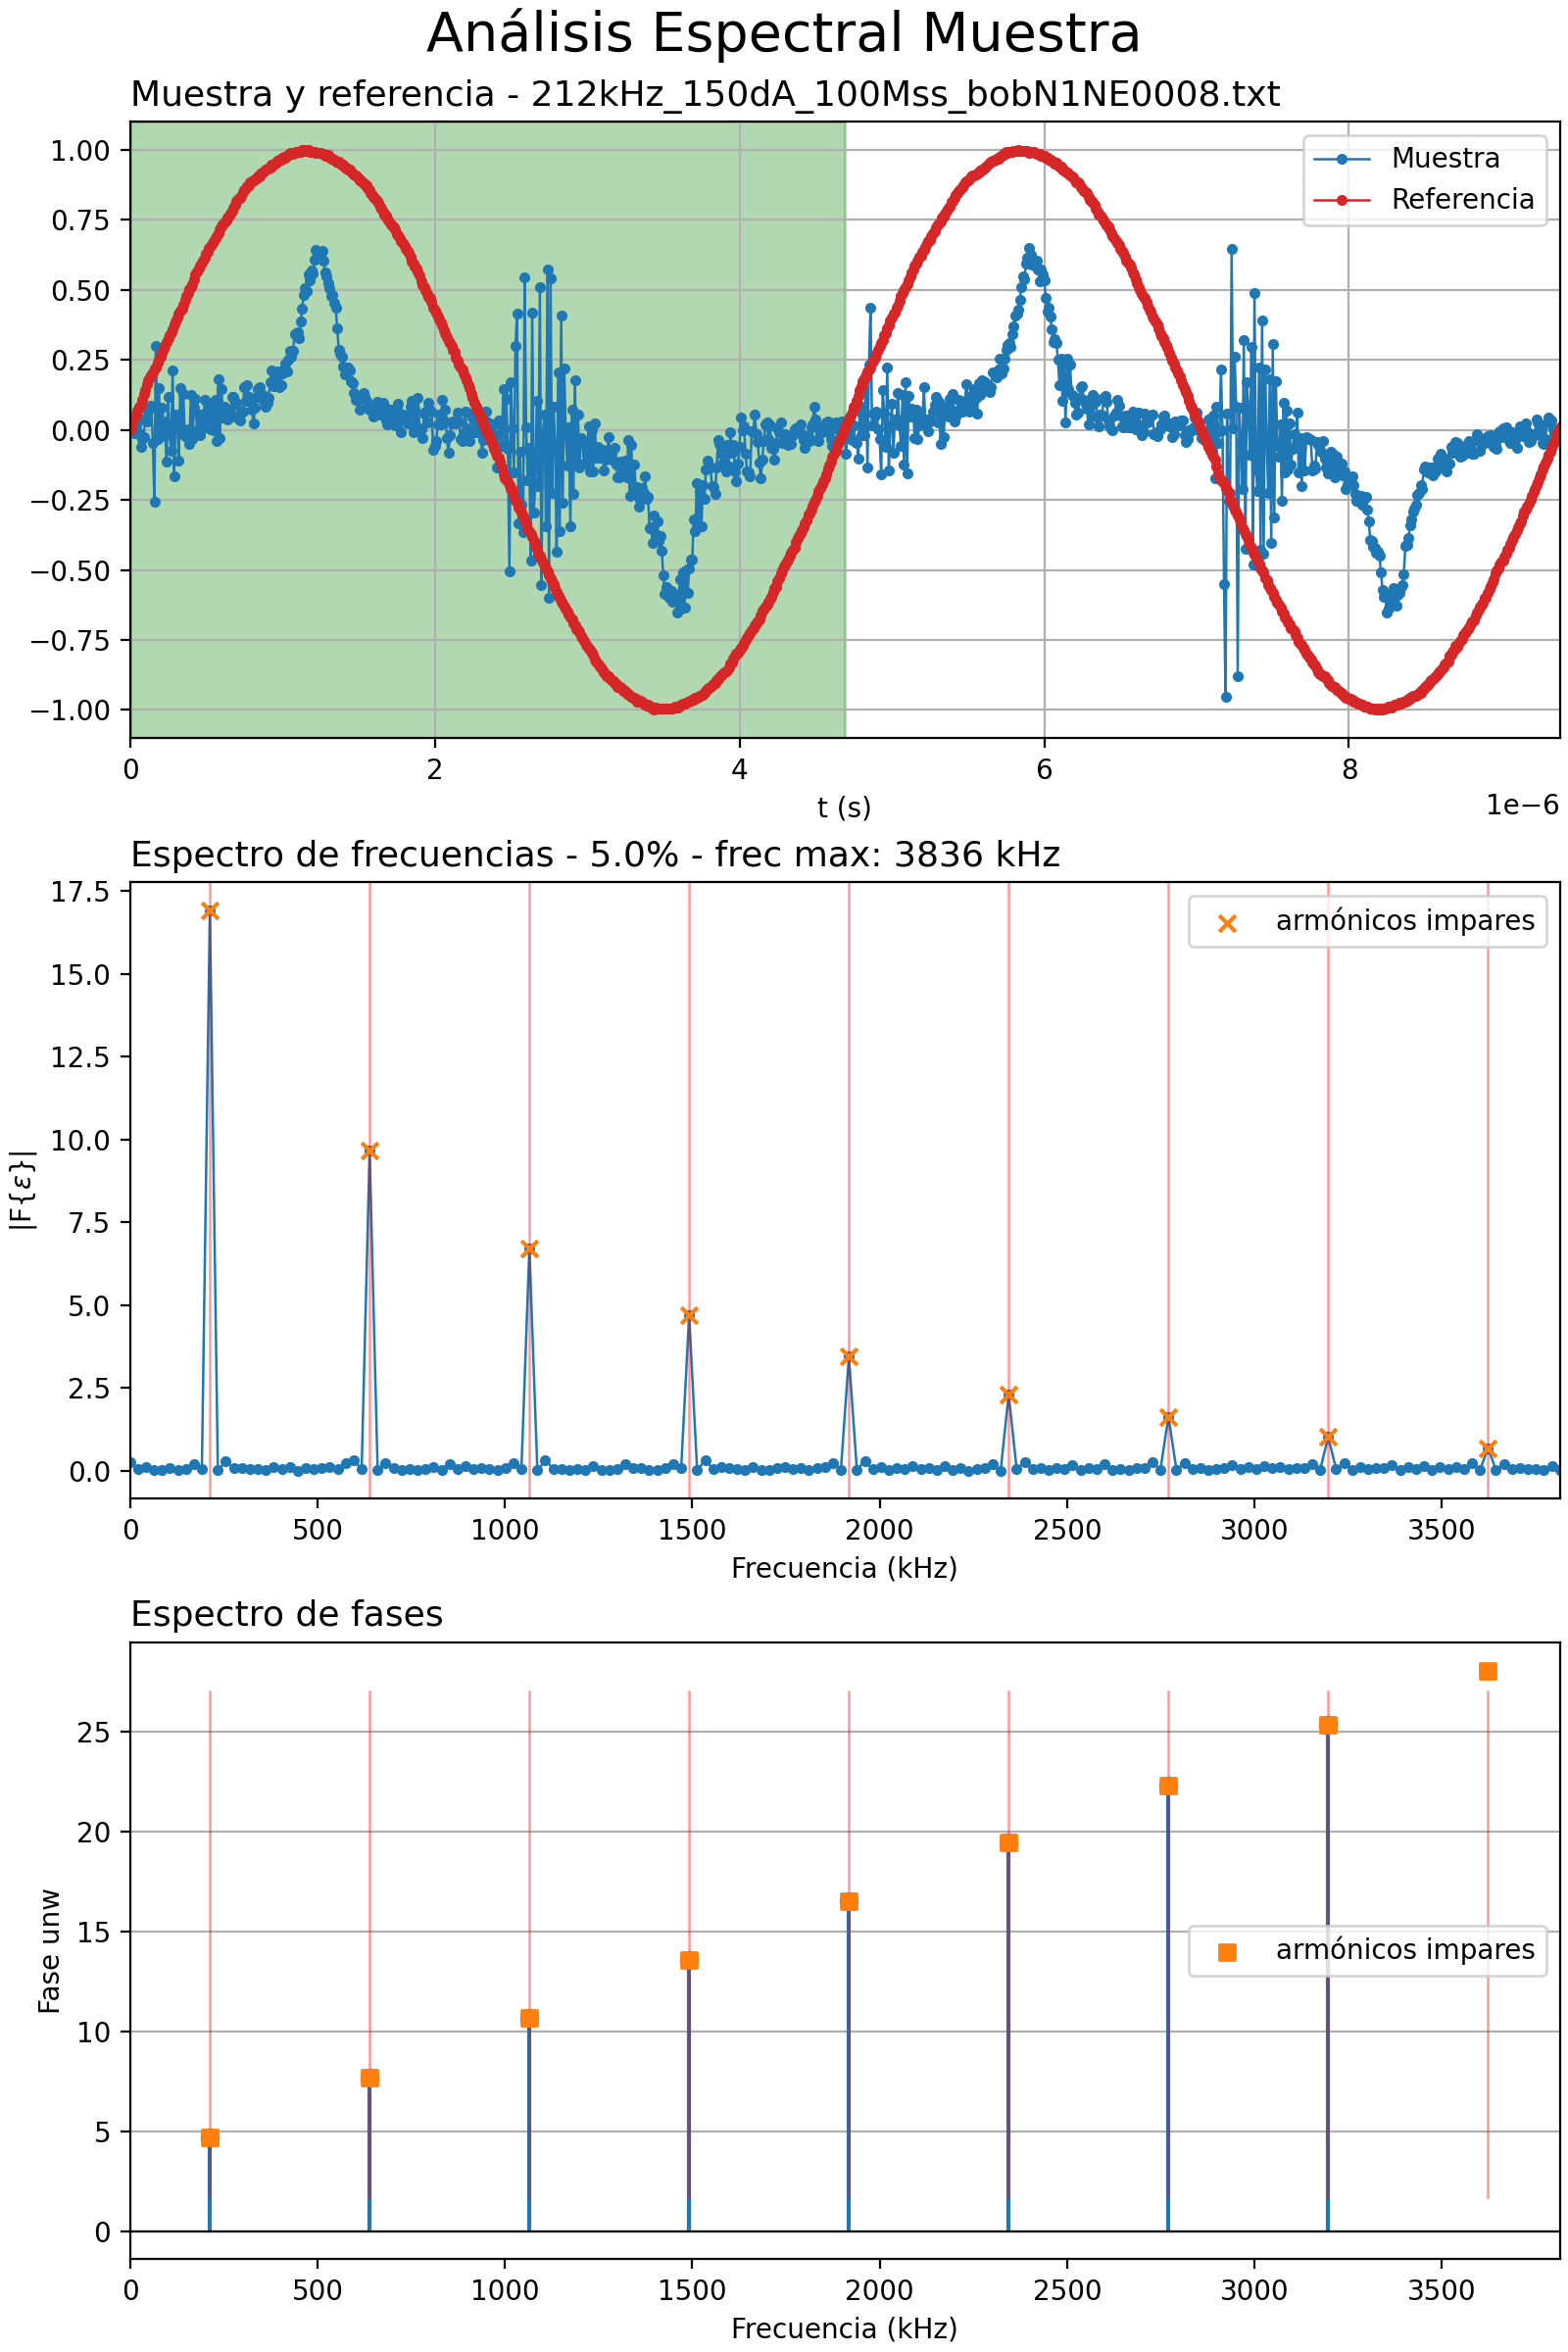 Análisis Espectral Muestra
Muestra y referencia - 212kHz_150dA_100Mss_bobN1NE0008.txt
1.00
0.75
0.50
0.25
0.00
−0.25
−0.50
−0.75
−1.00
Muestra
Referencia
0 2 4 6 8
t (s)
1e−6
Espectro de frecuencias - 5.0% - frec max: 3836 kHz
17.5
15.0
12.5
10.0
7.5
5.0
2.5
0.0
|F{ε}|
armónicos impares
0 500 1000 1500 2000 2500 3000 3500
Frecuencia (kHz)
Espectro de fases
25
20
15
10
5
0
Fase unw
armónicos impares
0 500 1000 1500 2000 2500 3000 3500
Frecuencia (kHz)